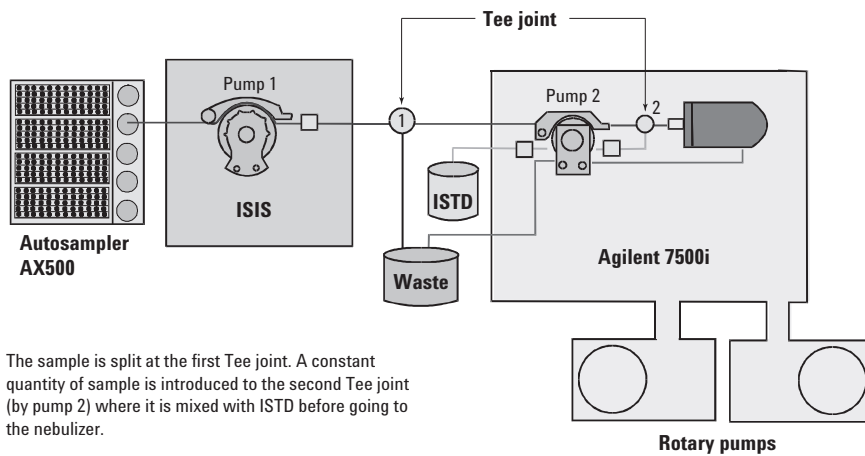 Tee joint
Pump 1
Pump 2
1
2
ISTD
ISIS
Autosampler
AX500
Waste
Agilent 7500i
The sample is split at the first Tee joint. A constant
quantity of sample is introduced to the second Tee joint
(by pump 2) where it is mixed with ISTD before going to
the nebulizer.
Rotary pumps